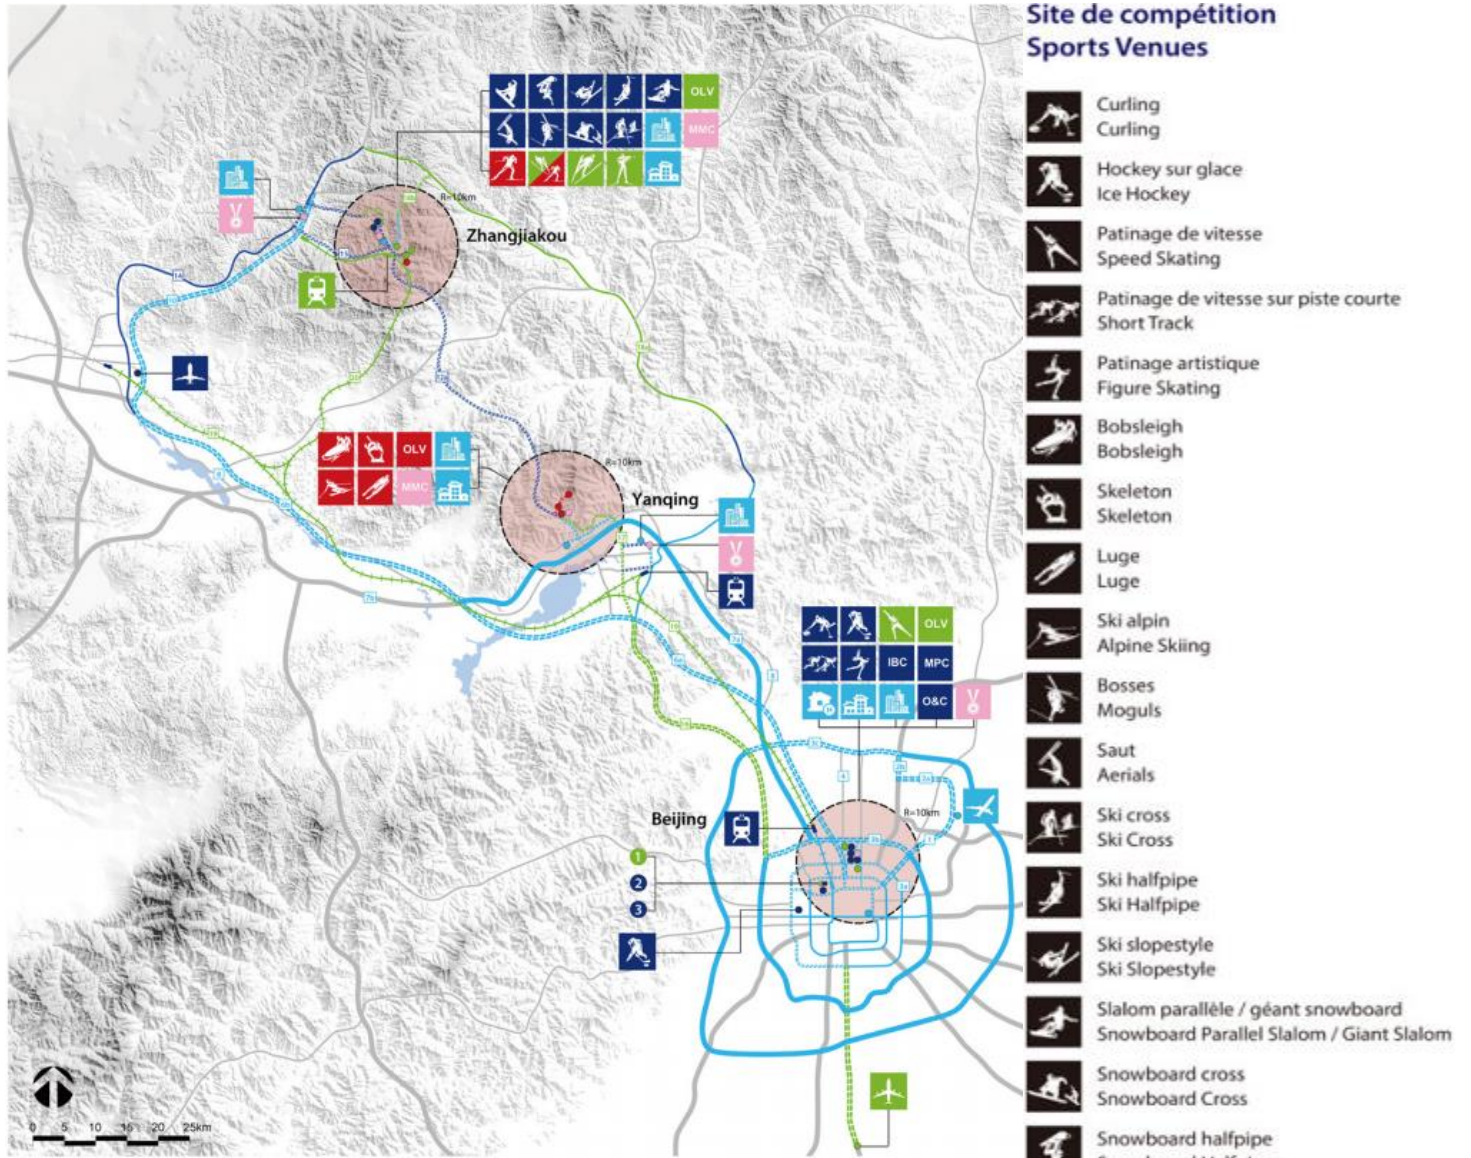 Site de compétition
Sports Venues
Curling
Curling
Hockey sur glace
Ice Hockey
Patinage de vitesse
Speed Skating
Patinage de vitesse sur piste courte
Short Track
Patinage artistique
Figure Skating
Bobsleigh
Bobsleigh
Skeleton
Skeleton
Luge
Luge
Ski alpin
Alpine Skiing
Bosses
Moguls
Saut
Aerials
Ski cross
Ski Cross
Ski halfpipe
Ski Halfpipe
Ski slopestyle
Ski Slopestyle
Slalom parallèle / géant snowboard
Snowboard Parallel Slalom / Giant Slalom
Snowboard cross
Snowboard Cross
Snowboard halfpipe
OLV
MMC
R=10km
Zhangjiakou
OLV
MMC
R=10km
Yanqing
OLV
IBC MPC
O&C
Beijing
R=10km
1
2
3
0 5 10 15 20 25km